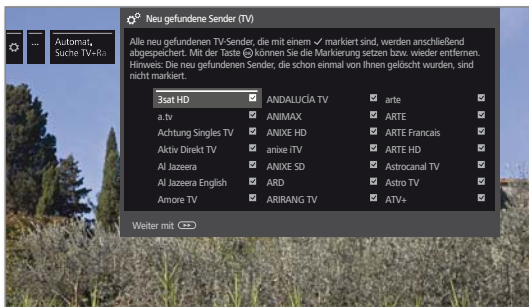 Neu gefundene Sender (TV)
...
Automat.
Suche TV+Ra
Alle neu gefundenen TV-Sender, die mit einem ✓ markiert sind, werden anschließend
abgespeichert. Mit der Taste OK können Sie die Markierung setzen bzw. wieder entfernen.
Hinweis: Die neu gefundenen Sender, die schon einmal von Ihnen gelöscht wurden, sind
nicht markiert.
3sat HD ANDALUCÍA TV arte
a.tv ANIMAX ARTE
Achtung Singles TV ANIXE HD ARTE Francais
Aktiv Direkt TV anixe iTV ARTE HD
Al Jazeera ANIXE SD Astrocanal TV
Al Jazeera English ARD Astro TV
Amore TV ARIRANG TV ATV+
Weiter mit